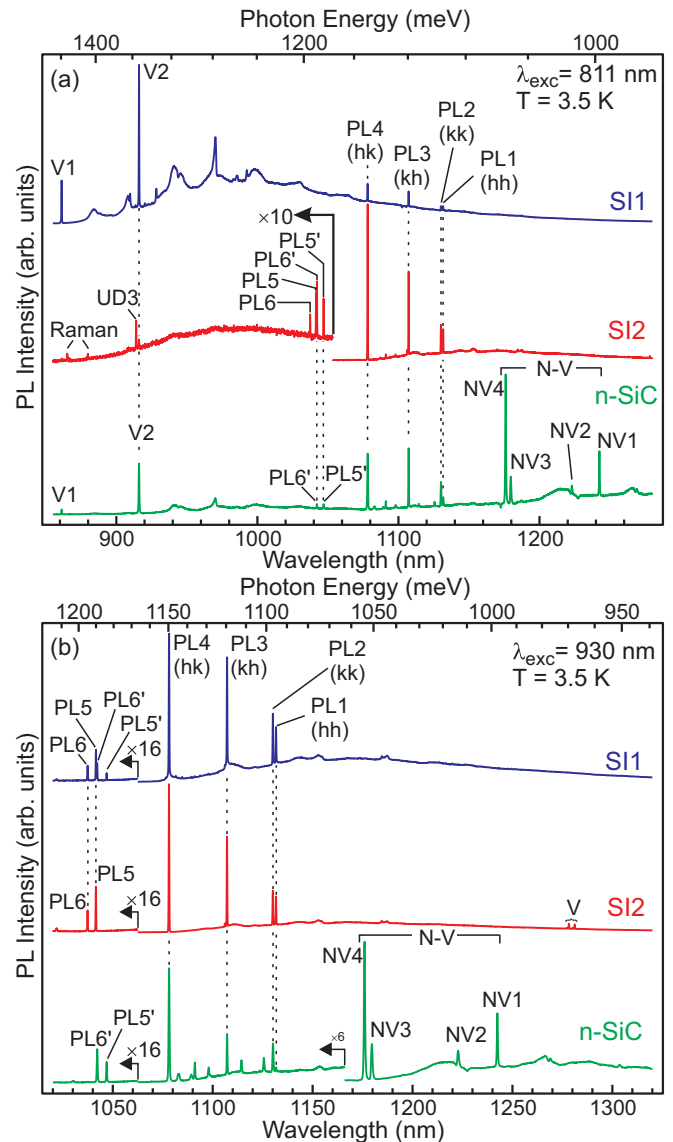 Photon Energy (meV)
1400 1300 1200 1100 1000
(a)
V2
λexc= 811 nm
T = 3.5 K
PL2
(kk)
PL4
(hk)
PL3
(kh)
PL1
(hh)
V1
SI1
×10
PL5'
PL6'
PL5
PL6
UD3
Raman
SI2
N-V
n-SiC
NV4
V2
NV2
NV1
NV3
PL6' PL5'
V1
PL Intensity (arb. units)
900 1000 1100 1200
Wavelength (nm)
Photon Energy (meV)
1200 1150 1100 1050 1000 950
(b)
PL4
(hk)
PL3
(kh)
λexc= 930 nm
T = 3.5 K
PL2
(kk)
PL1
(hh)
PL5 PL6'
PL5'
PL6
×16
SI1
PL5
PL6
×16
SI2
V
N-V
NV4
NV1
n-SiC
PL6' PL5'
×16
×6
NV3
NV2
PL Intensity (arb. units)
1050 1100 1150 1200 1250 1300
Wavelength (nm)